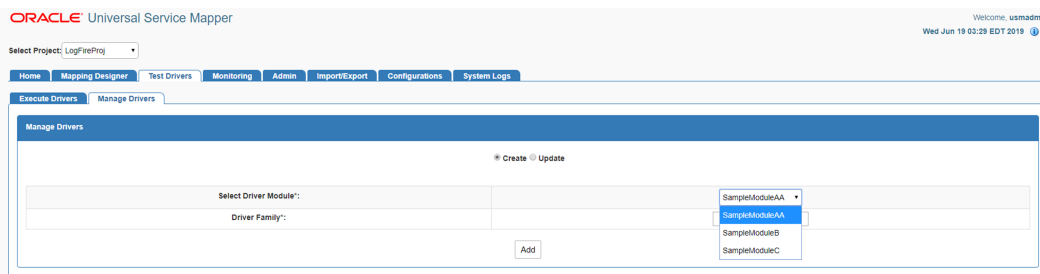 ORACLE® Universal Service Mapper
Welcome, usmadm
Wed Jun 19 03:29 EDT 2019
Select Project: LogFireProj
Home Mapping Designer Test Drivers Monitoring Admin Import/Export Configurations System Logs
Execute Drivers Manage Drivers
Manage Drivers
Create Update
Select Driver Module*: SampleModuleAA
Driver Family*: SampleModuleAA
SampleModuleB
Add SampleModuleC